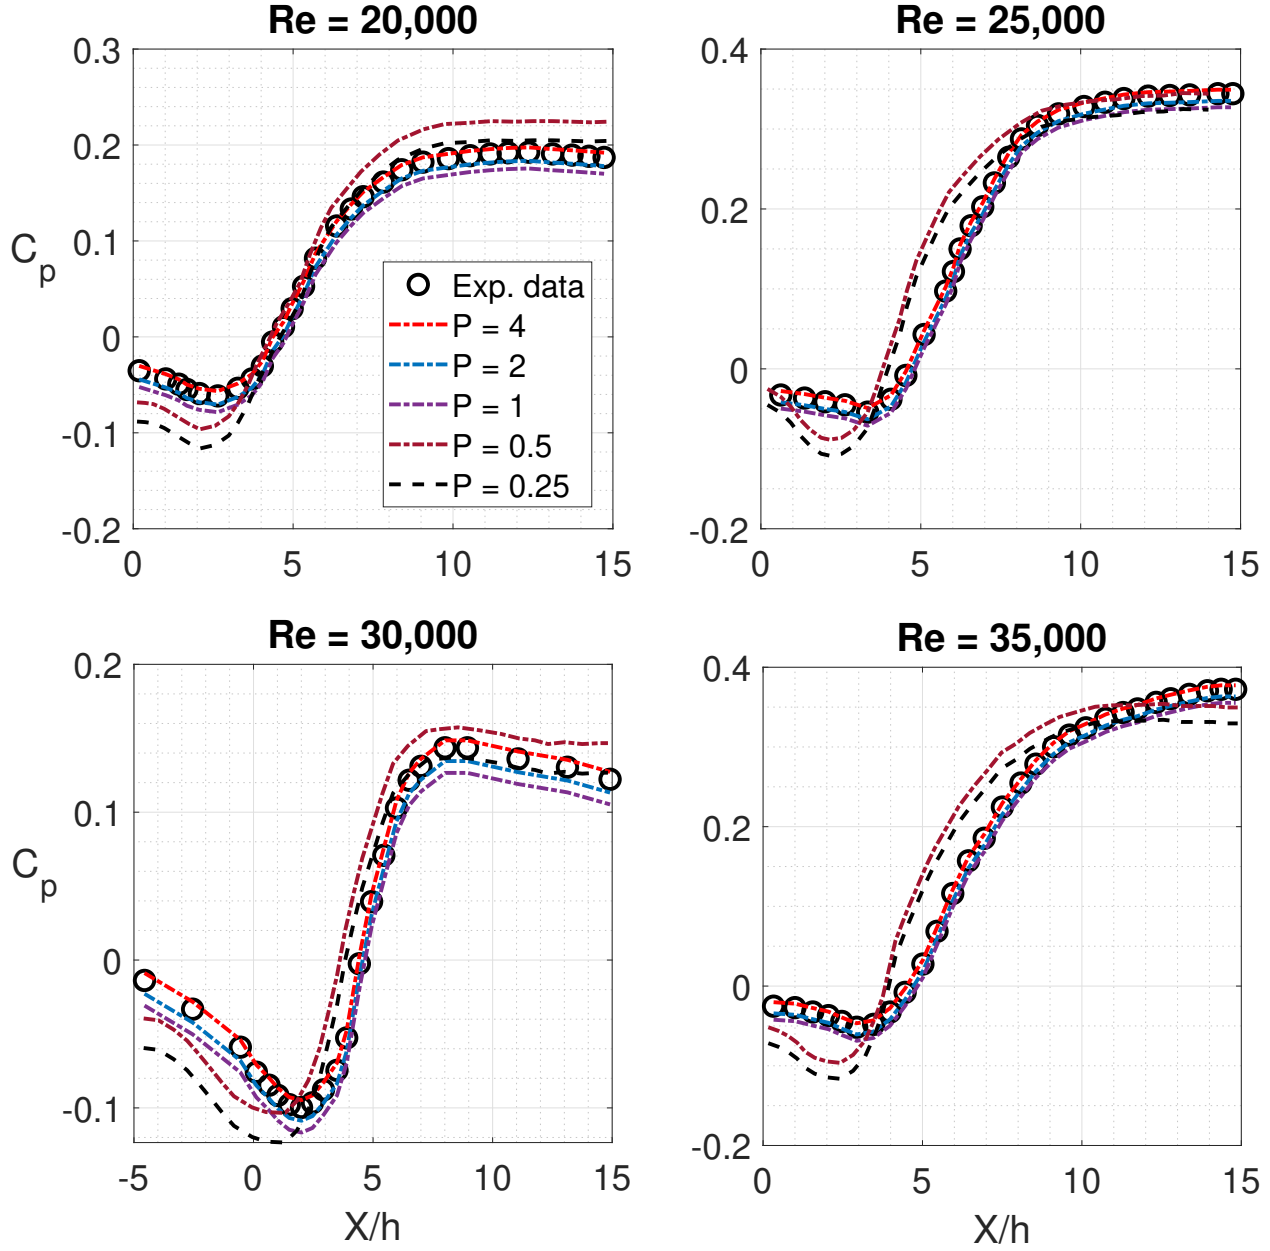 Re = 20,000
0.3
0.2
0.1
0
-0.1
-0.2
C_p
0 5 10 15
Exp. data
P = 4
P = 2
P = 1
P = 0.5
P = 0.25
Re = 25,000
0.4
0.2
0
-0.2
0 5 10 15
Re = 30,000
0.2
0.1
0
-0.1
C_p
-5 0 5 10 15
X/h
Re = 35,000
0.4
0.2
0
-0.2
0 5 10 15
X/h